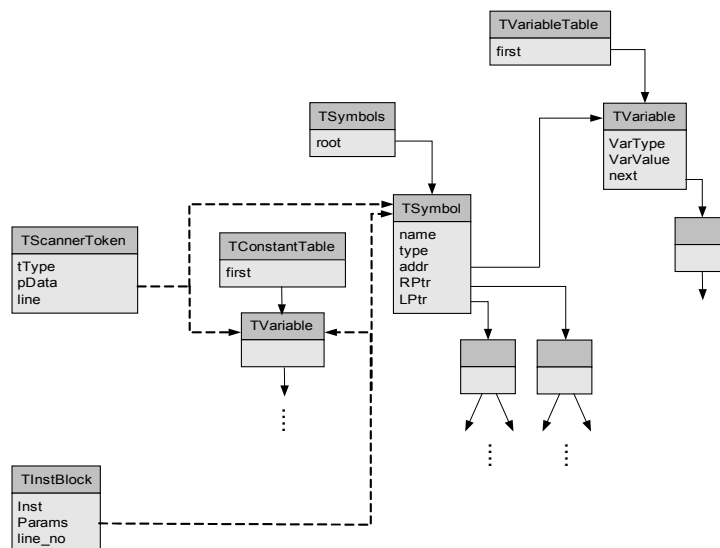 TVariableTable
first
TVariable
VarType
VarValue
next
TSymbols
root
TSymbol
name
type
addr
RPtr
LPtr
TScannerToken
tType
pData
line
TConstantTable
first
TVariable
TInstBlock
Inst
Params
line_no